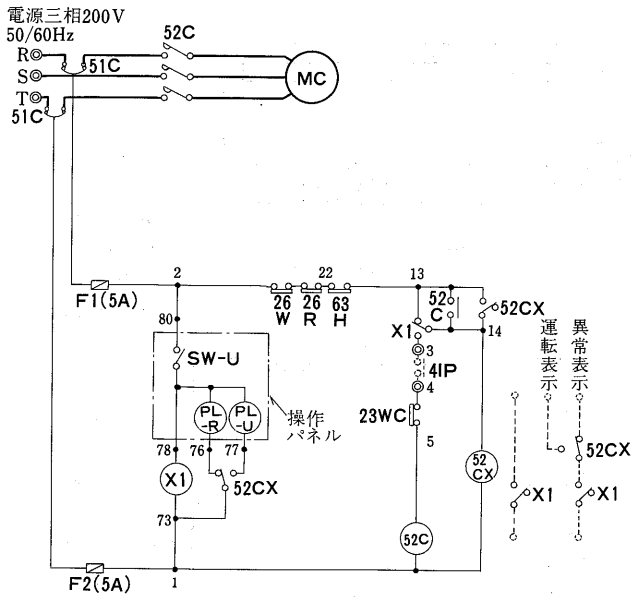 電源三相200V
50/60Hz
R
S
T
51C
51C
52C
MC
2
22
13
F1(5A)
26
W
26
R
63
H
52
C
52CX
14
X1
80
SW-U
3
41P
4
PL
-R
PL
-U
操作
パネル
23WC
5
運転表示
異常表示
78
76
77
X1
52CX
52
CX
52CX
X1
X1
73
52C
F2(5A)
1